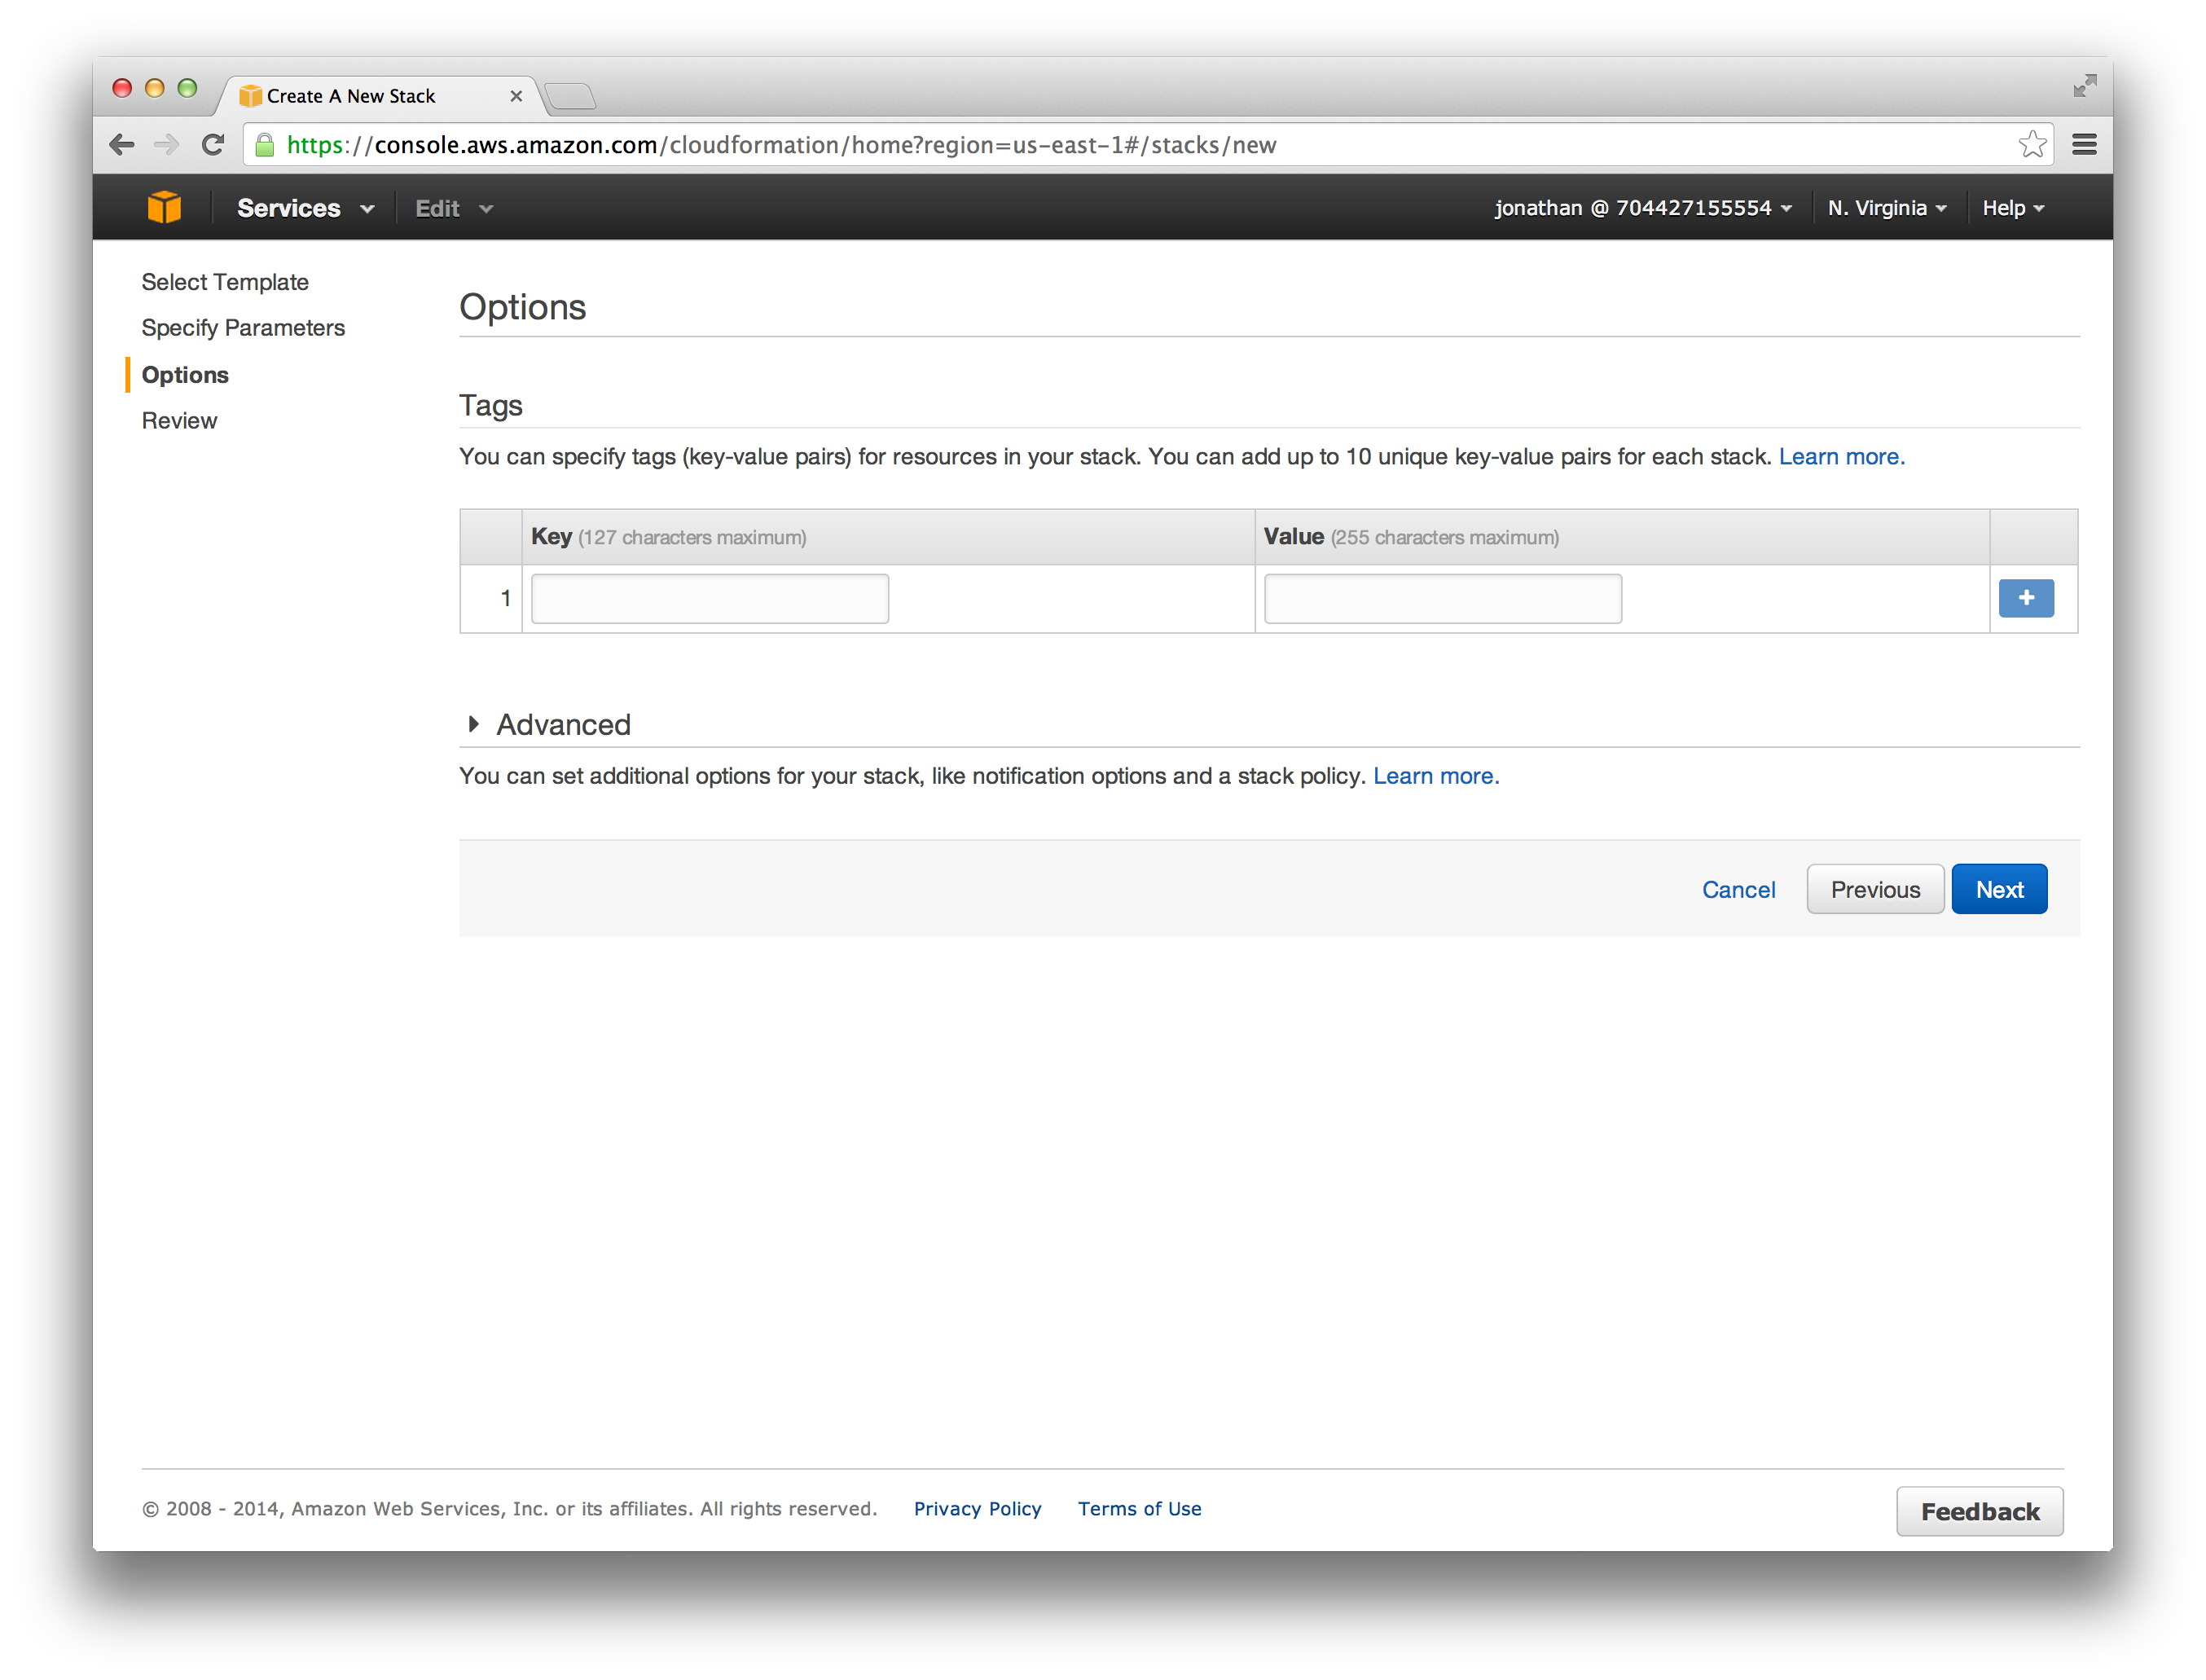 Create A New Stack
https://console.aws.amazon.com/cloudformation/home?region=us-east-1#/stacks/new
Services Edit jonathan @ 704427155554 N. Virginia Help
Select Template
Specify Parameters
Options
Review
Options
Tags
You can specify tags (key-value pairs) for resources in your stack. You can add up to 10 unique key-value pairs for each stack. Learn more.
Key (127 characters maximum) Value (255 characters maximum)
1
Advanced
You can set additional options for your stack, like notification options and a stack policy. Learn more.
Cancel Previous Next
© 2008 - 2014, Amazon Web Services, Inc. or its affiliates. All rights reserved. Privacy Policy Terms of Use Feedback